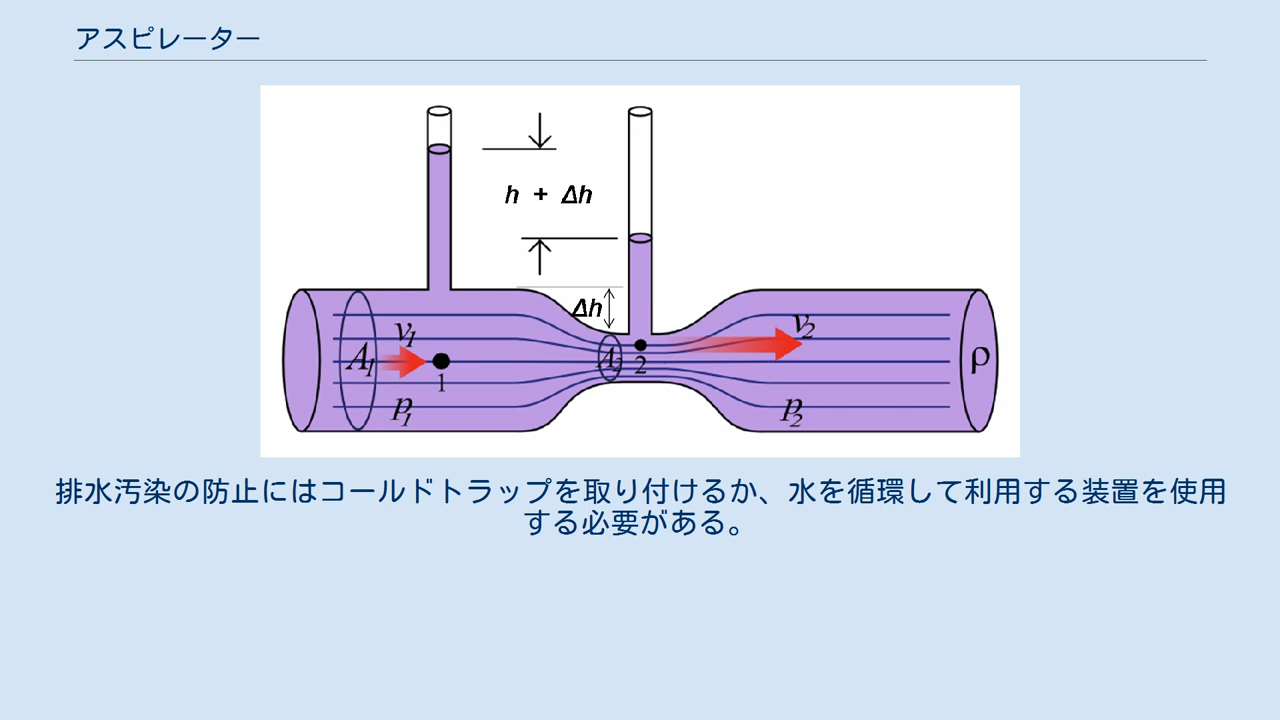 アスピレーター
h + Δh
Δh
v1
v2
A1
A2
1
2
ρ
p1
p2
排水汚染の防止にはコールドトラップを取り付けるか、水を循環して利用する装置を使用
する必要がある。